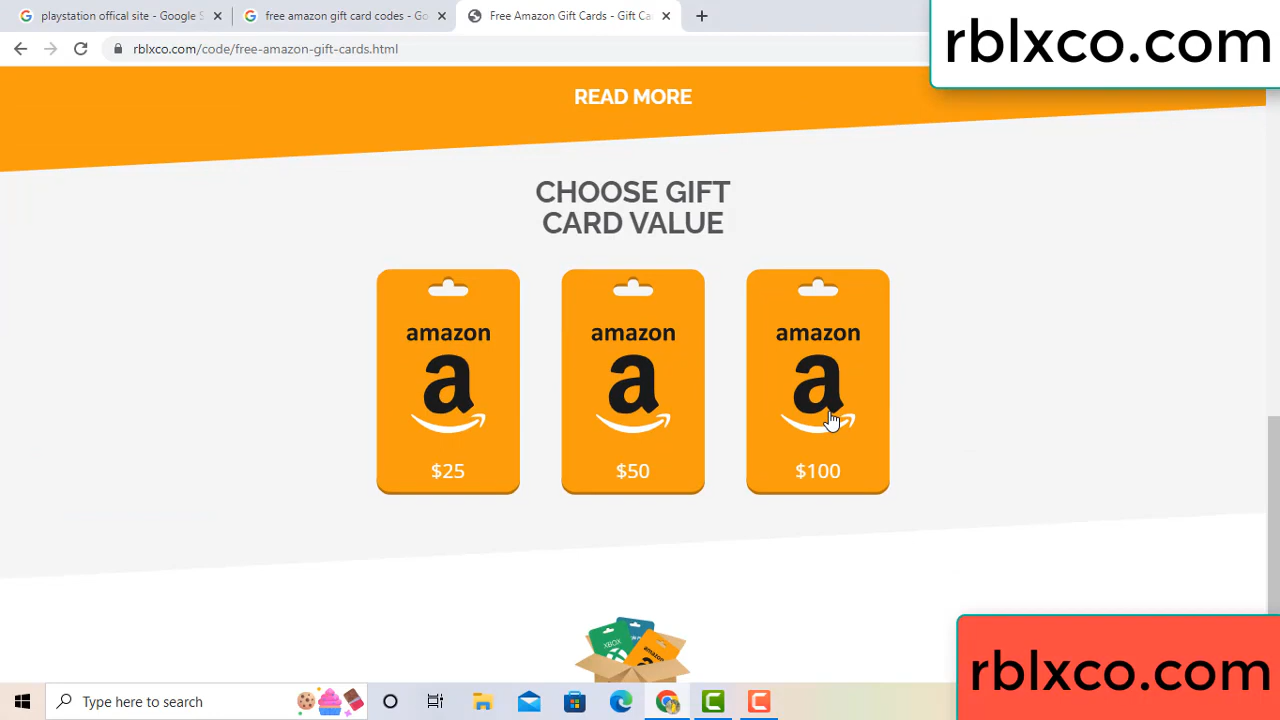 playstation offical site - Google S
free amazon gift card codes - Go
Free Amazon Gift Cards - Gift Ca
rblxco.com/code/free-amazon-gift-cards.html
rblxco.com
READ MORE
CHOOSE GIFT
CARD VALUE
amazon amazon amazon
a a a
$25 $50 $100
XBOX
rblxco.com
Type here to search